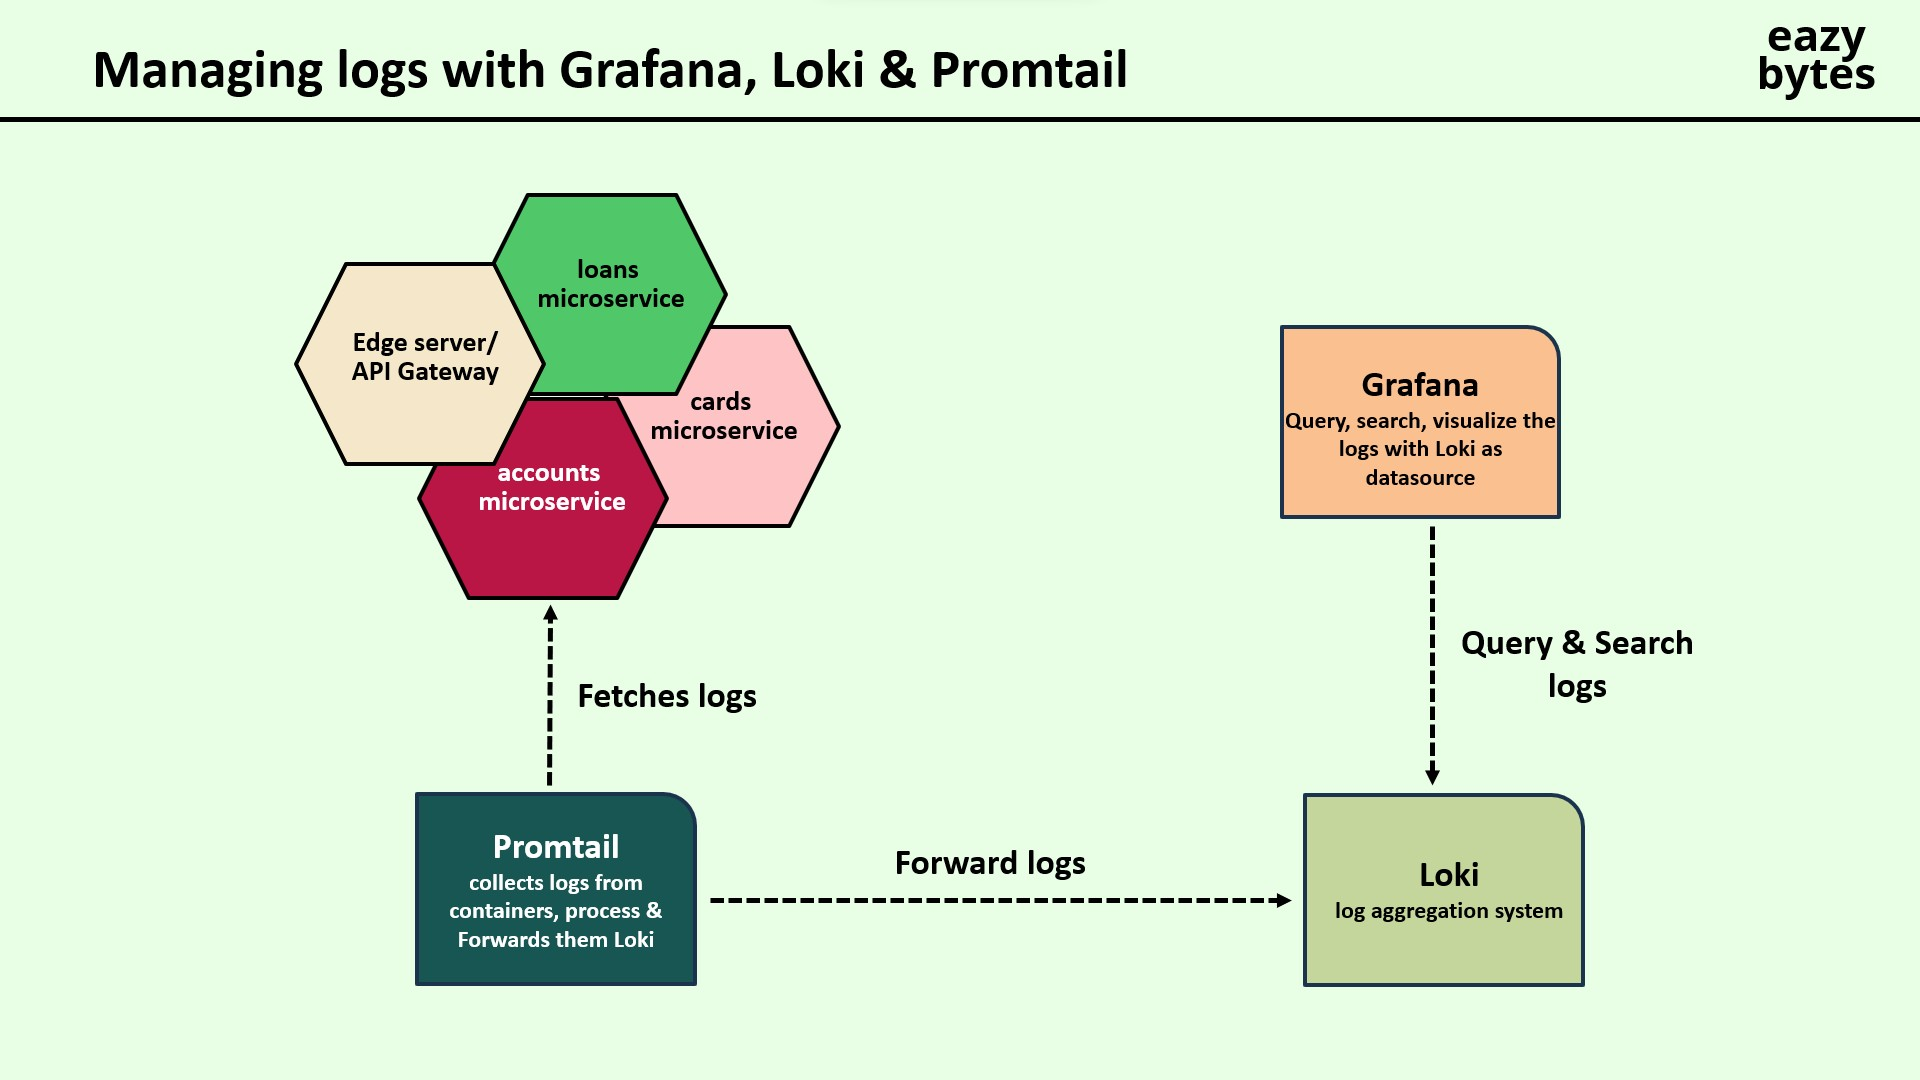 Managing logs with Grafana, Loki & Promtail
eazy
bytes
loans
microservice
Edge server/
API Gateway
cards
microservice
accounts
microservice
Grafana
Query, search, visualize the
logs with Loki as
datasource
Fetches logs
Query & Search
logs
Promtail
collects logs from
containers, process &
Forwards them Loki
Forward logs
Loki
log aggregation system